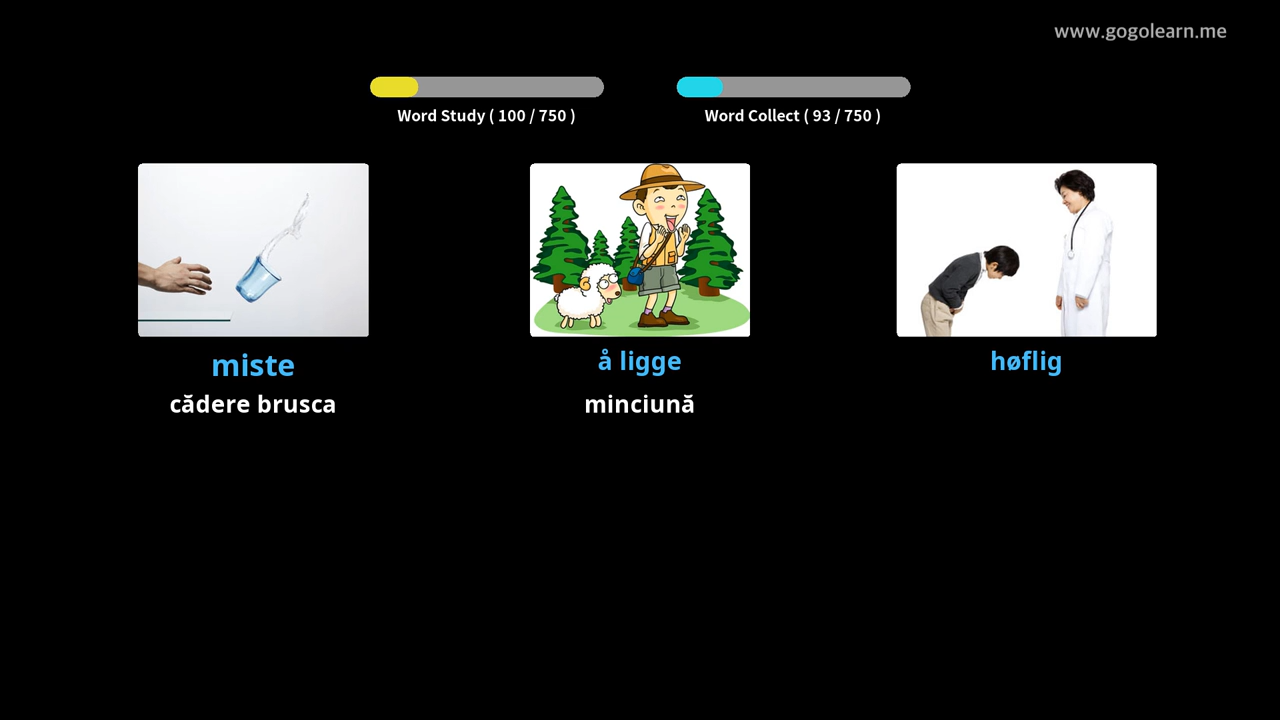 www.gogolearn.me
Word Study ( 100 / 750 )
Word Collect ( 93 / 750 )
miste
å ligge
høflig
cădere brusca
minciună